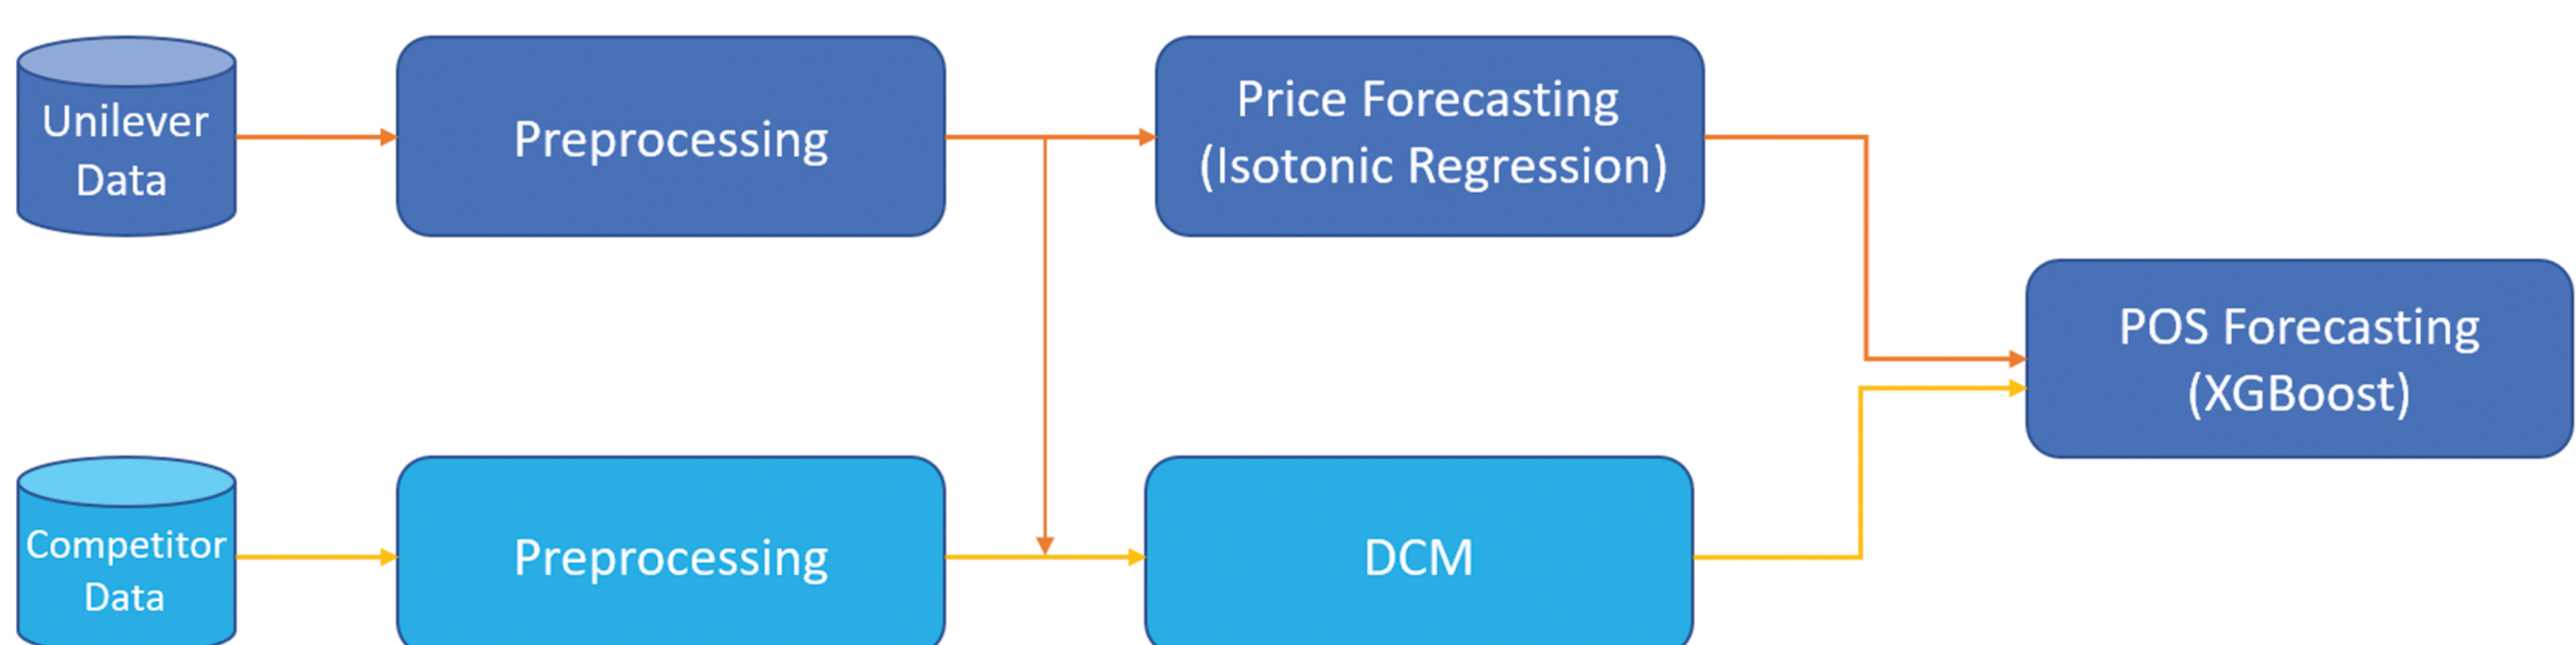 Unilever
Data
Preprocessing
Price Forecasting
(Isotonic Regression)
POS Forecasting
(XGBoost)
Competitor
Data
Preprocessing
DCM